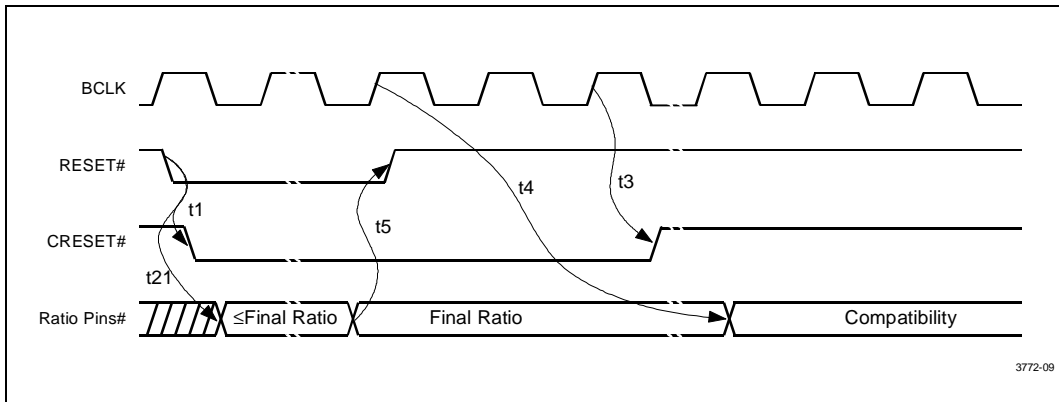 BCLK
RESET#
t1
t5
t4
t3
CRESET#
t21
Ratio Pins#
≤Final Ratio
Final Ratio
Compatibility
3772-09